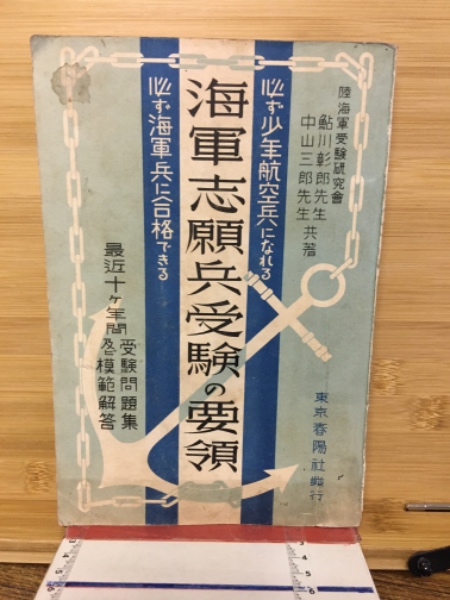 陸海軍受験研究會
鮎川彰郎先生
中山三郎先生
共著
必ず少年航空兵になれる
海軍志願兵受験の要領
必ず海軍兵に合格できる
最近十ヶ年間
受験問題集
及模範解答
東京春陽社發行